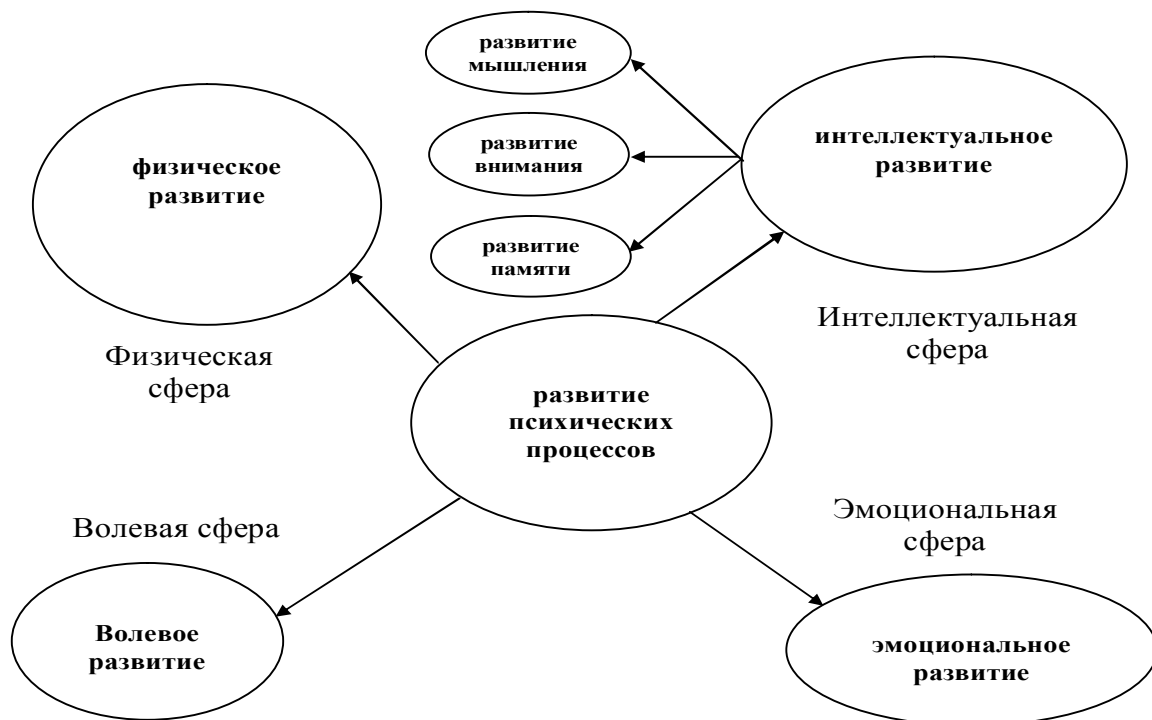 развитие
мышления
развитие
внимания
развитие
памяти
интеллектуальное
развитие
физическое
развитие
Интеллектуальная
сфера
Физическая
сфера
развитие
психических
процессов
Волевая сфера
Эмоциональная
сфера
Волевое
развитие
эмоциональное
развитие